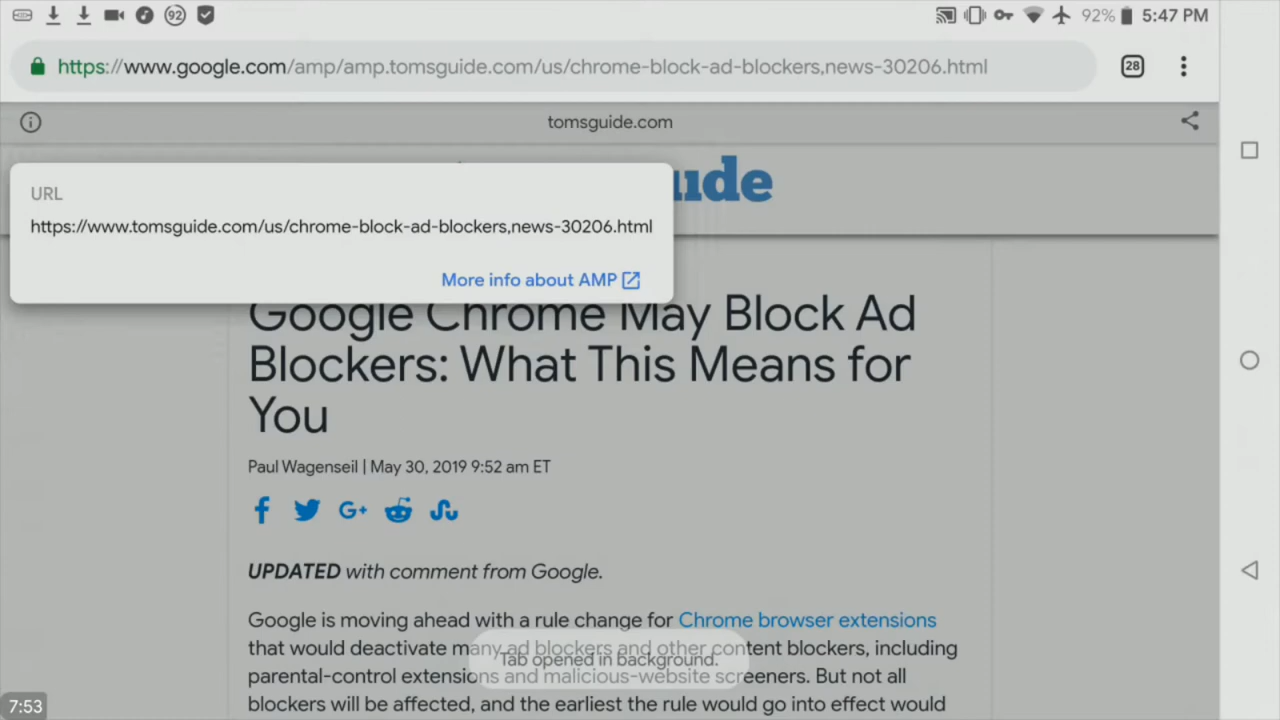 92
92% 5:47 PM
https://www.google.com/amp/amp.tomsguide.com/us/chrome-block-ad-blockers,news-30206.html
28
tomsguide.com
URL
https://www.tomsguide.com/us/chrome-block-ad-blockers,news-30206.html
More info about AMP
Google Chrome May Block Ad
Blockers: What This Means for
You
Paul Wagenseil | May 30, 2019 9:52 am ET
G+
UPDATED with comment from Google.
Google is moving ahead with a rule change for Chrome browser extensions
that would deactivate many ad blockers and other content blockers, including
Tab opened in background.
parental-control extensions and malicious-website screeners. But not all
blockers will be affected, and the earliest the rule would go into effect would
7:53